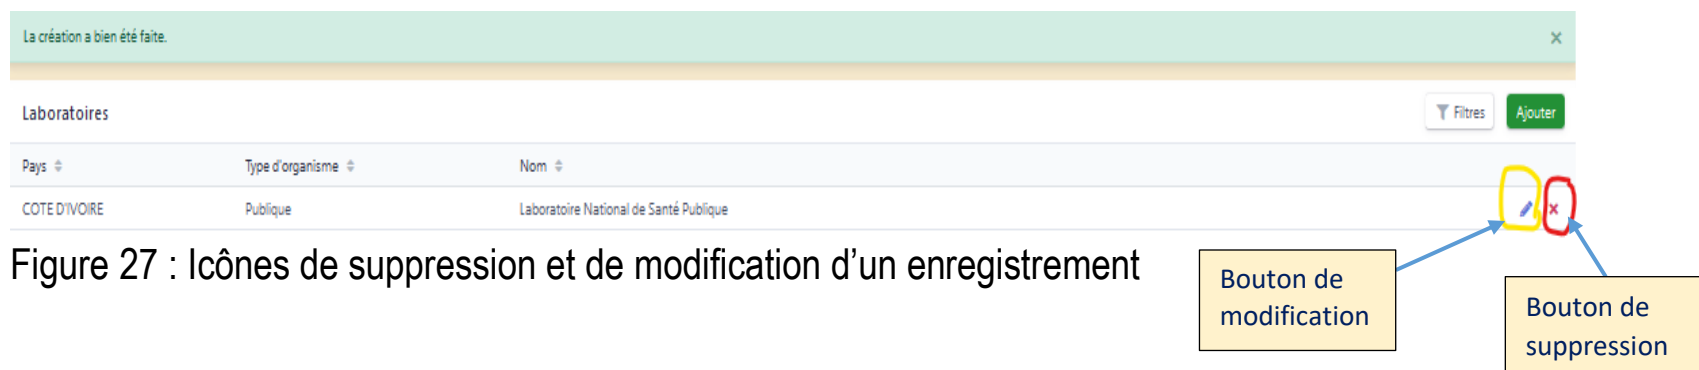 La création a bien été faite.
Laboratoires
Filtres
Ajouter
Pays
Type d'organisme
Nom
COTE D'IVOIRE
Publique
Laboratoire National de Santé Publique
Figure 27 : Icônes de suppression et de modification d’un enregistrement
Bouton de
modification
Bouton de
suppression